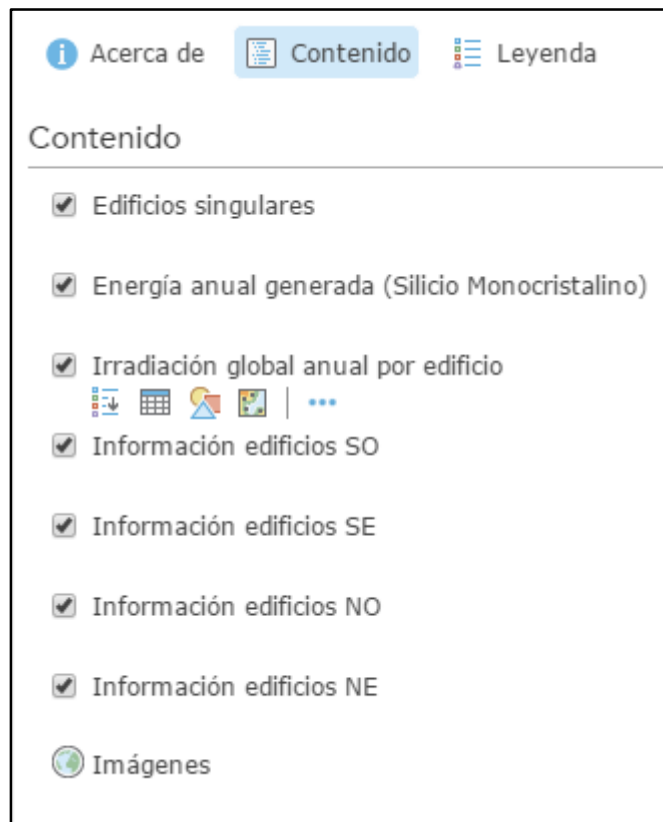 Acerca de Contenido Leyenda
Contenido
Edificios singulares
Energía anual generada (Silicio Monocristalino)
Irradiación global anual por edificio
Información edificios SO
Información edificios SE
Información edificios NO
Información edificios NE
Imágenes